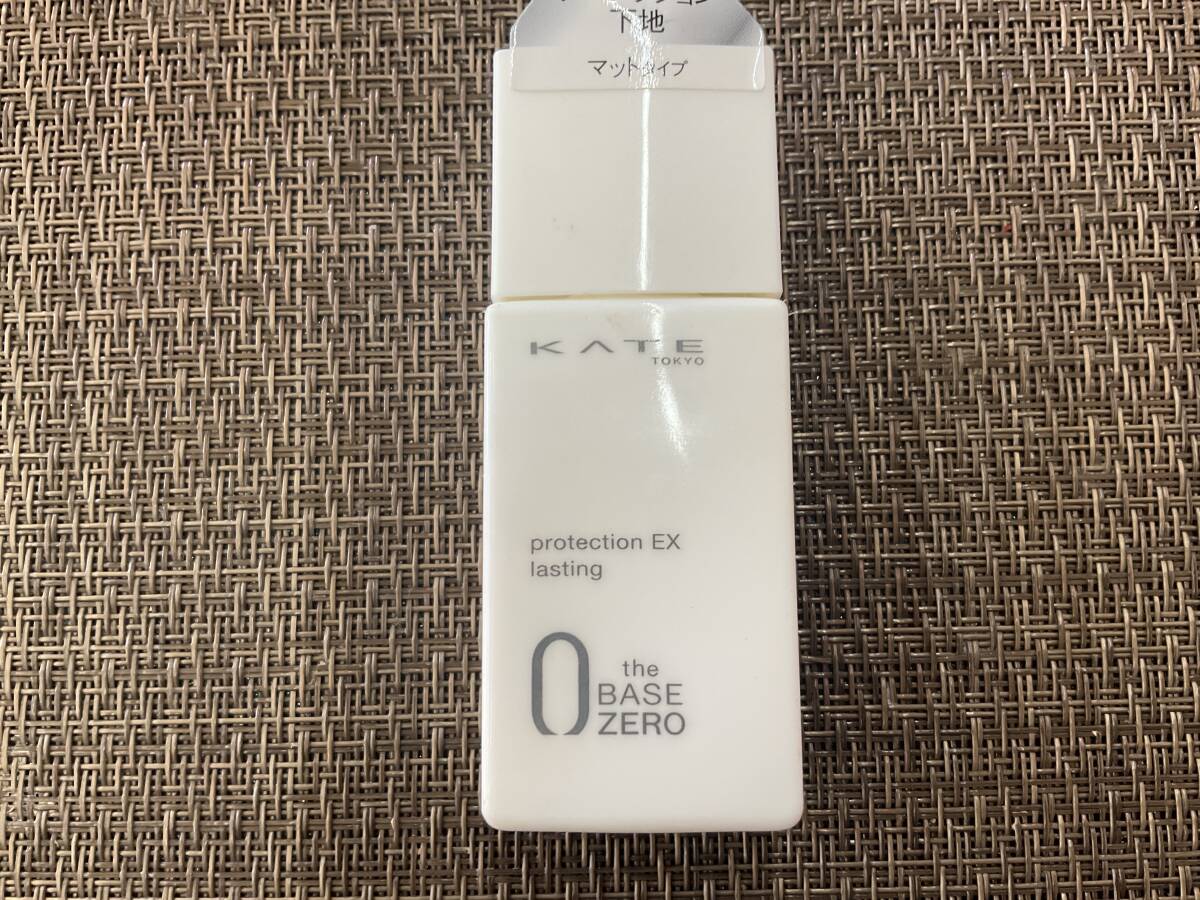 下地
マットタイプ
KATE
TOKYO
protection EX
lasting
0 the
BASE
ZERO